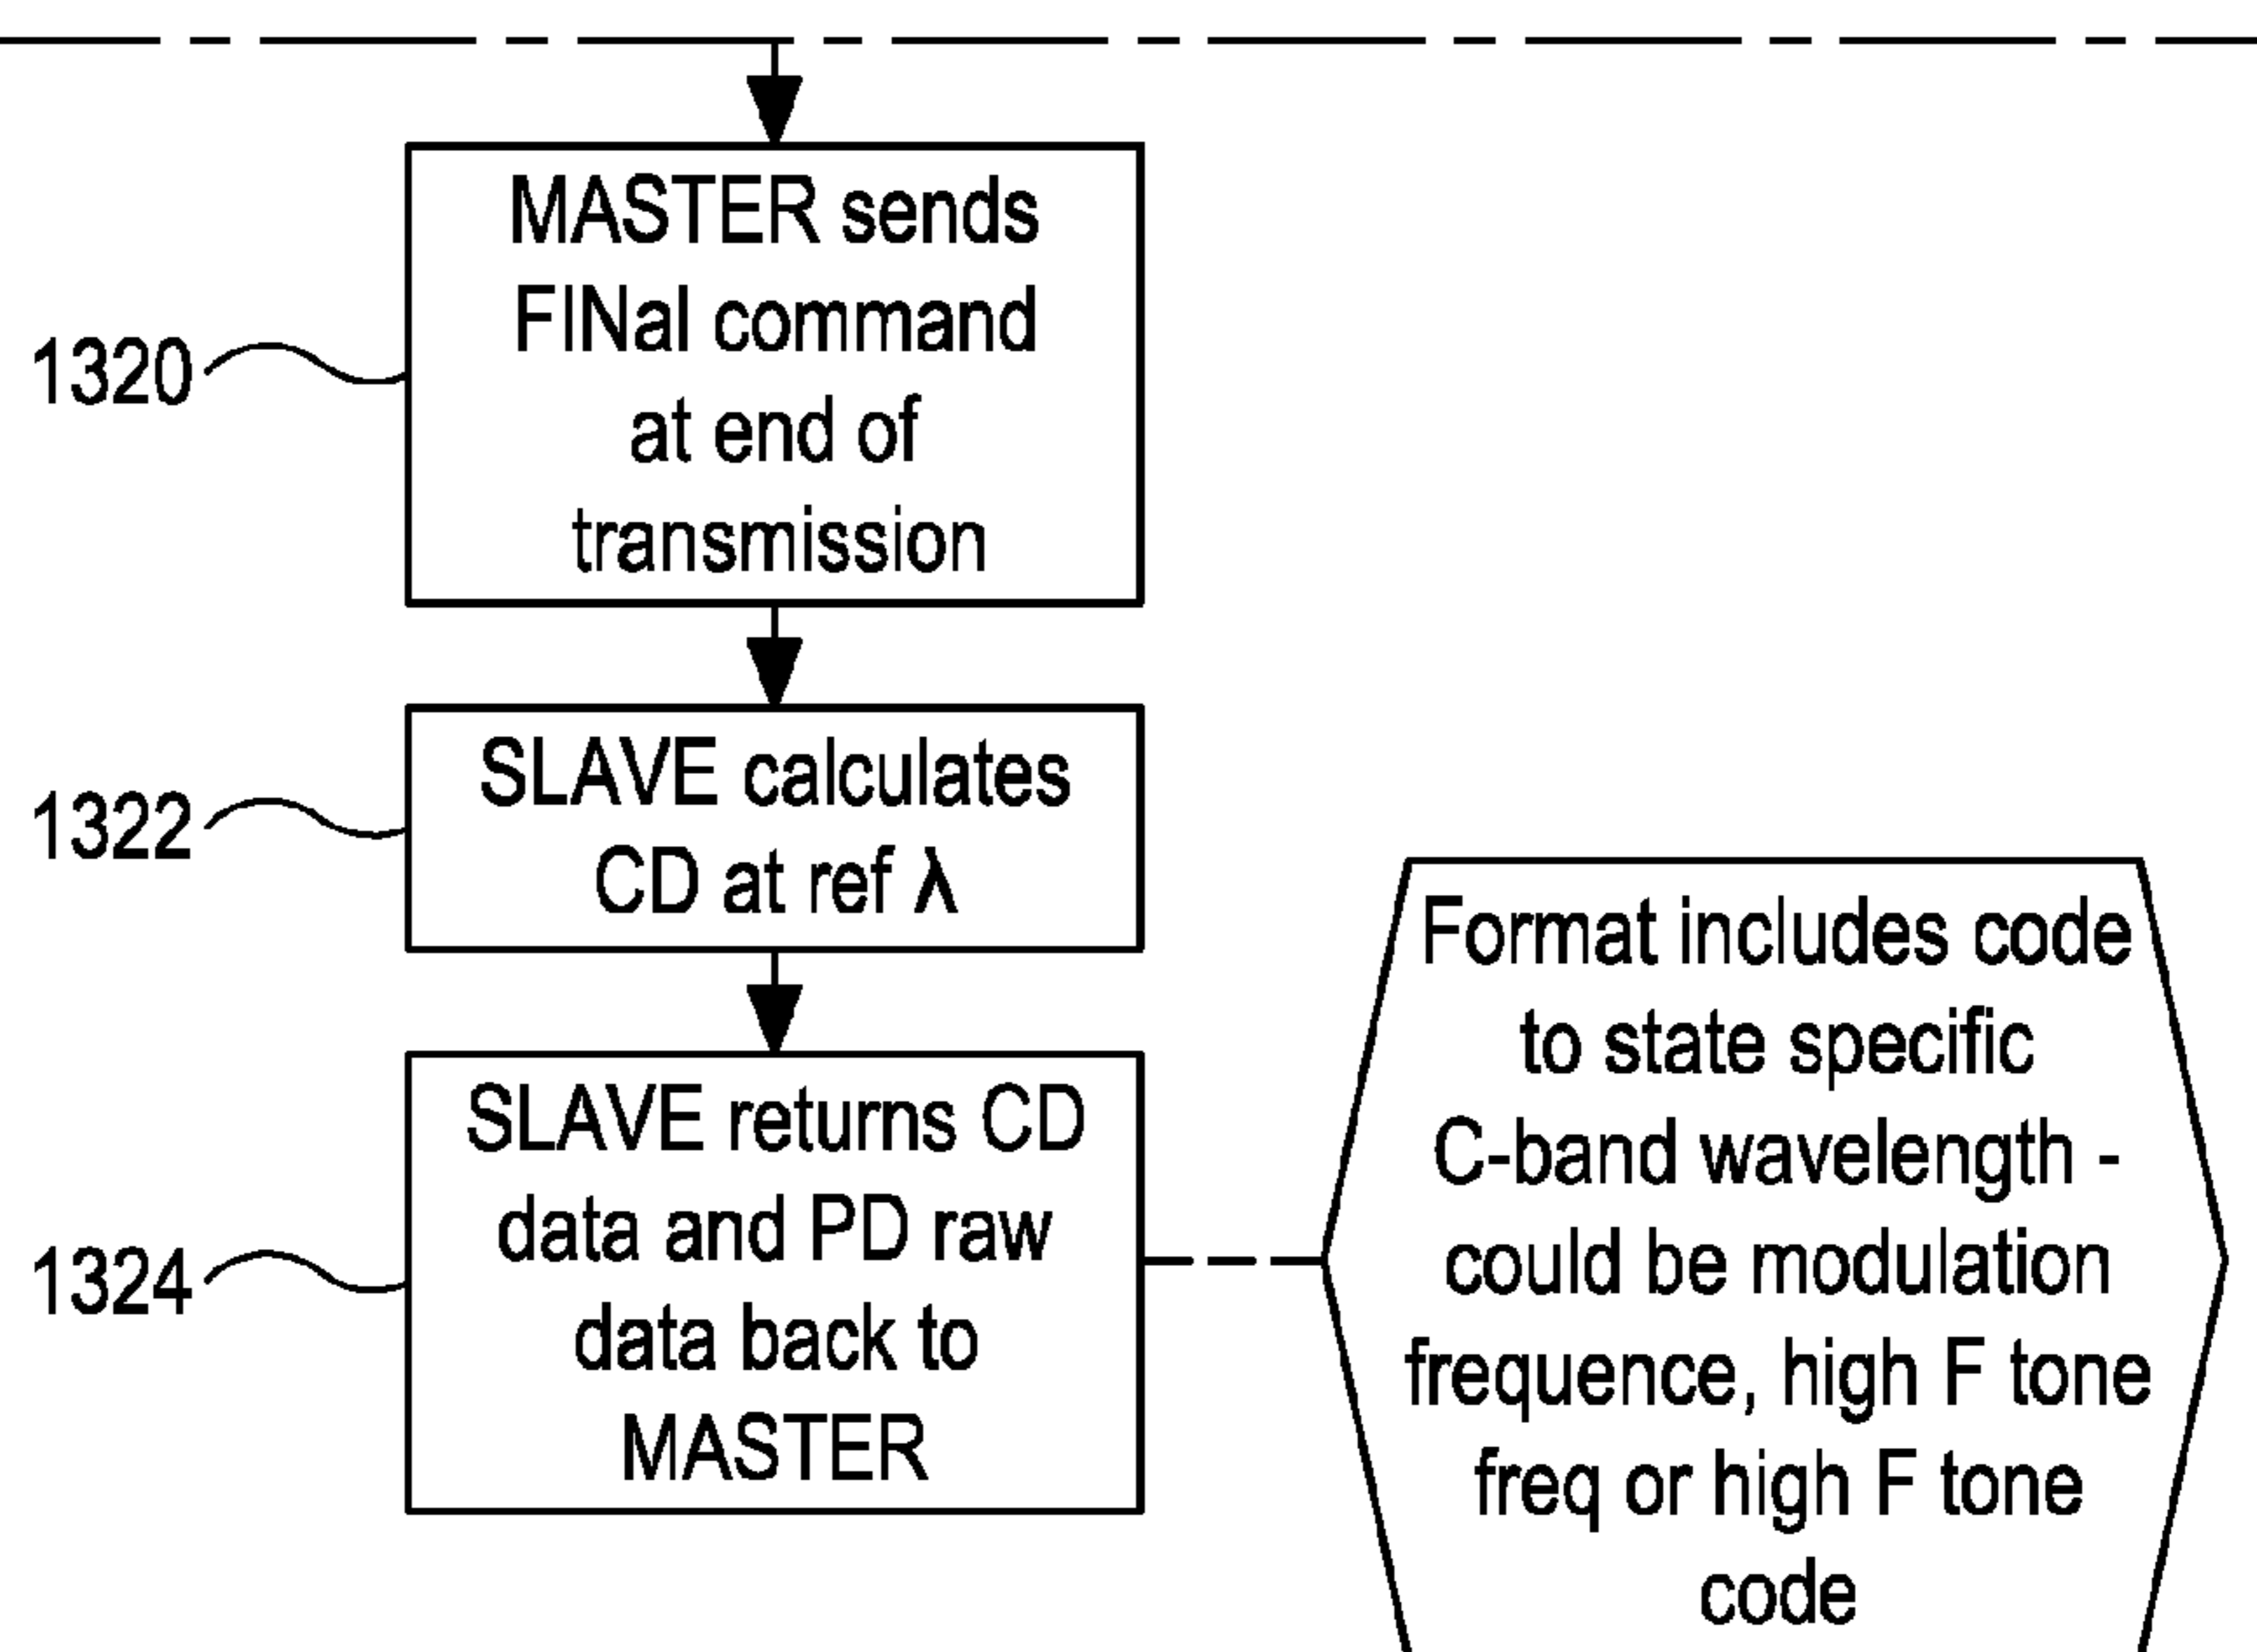 MASTER sends
FINal command
at end of
transmission
1320
SLAVE calculates
CD at ref λ
1322
SLAVE returns CD
data and PD raw
data back to
MASTER
1324
Format includes code
to state specific
C-band wavelength -
could be modulation
frequence, high F tone
freq or high F tone
code